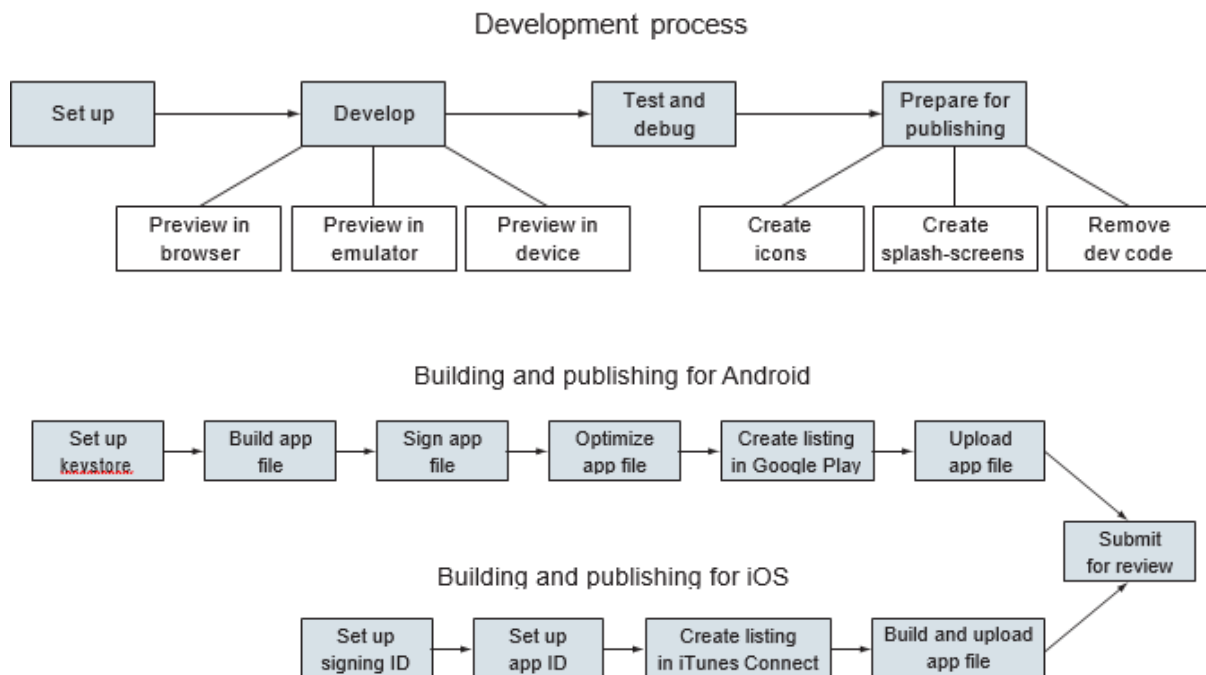 Development process
Set up
Develop
Test and
debug
Prepare for
publishing
Preview in
browser
Preview in
emulator
Preview in
device
Create
icons
Create
splash-screens
Remove
dev code
Building and publishing for Android
Set up
keystore
Build app
file
Sign app
file
Optimize
app file
Create listing
in Google Play
Upload
app file
Submit
for review
Building and publishing for iOS
Set up
signing ID
Set up
app ID
Create listing
in iTunes Connect
Build and upload
app file